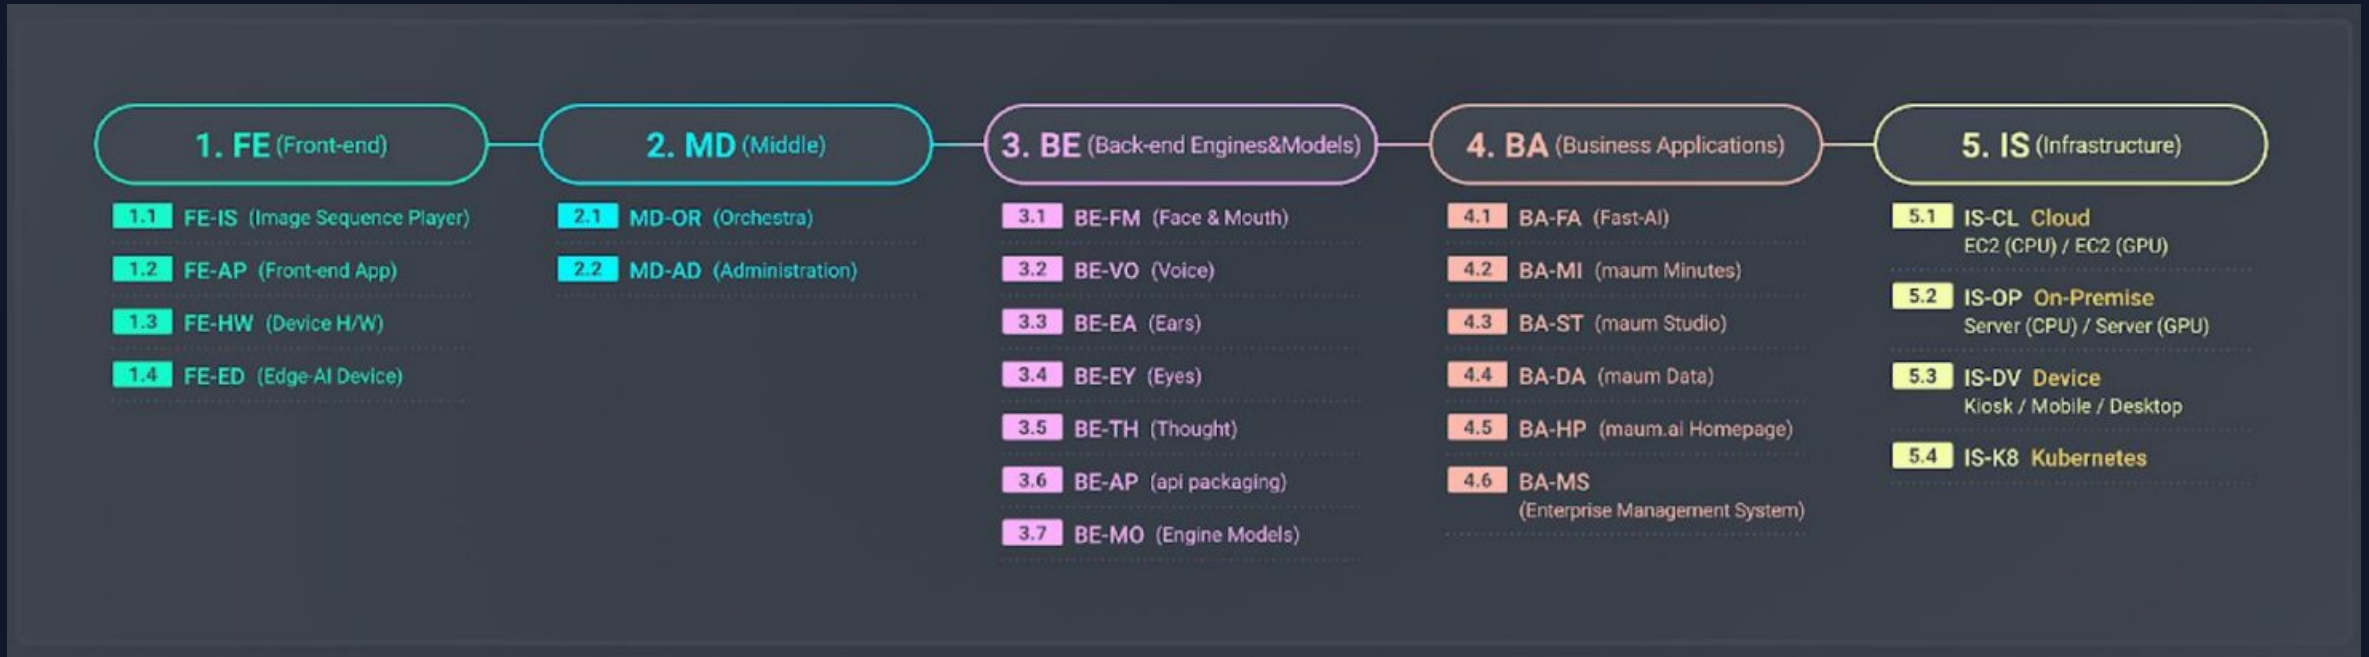 1. FE (Front-end)
1.1 FE-IS (Image Sequence Player)
1.2 FE-AP (Front-end App)
1.3 FE-HW (Device H/W)
1.4 FE-ED (Edge-AI Device)
2. MD (Middle)
2.1 MD-OR (Orchestra)
2.2 MD-AD (Administration)
3. BE (Back-end Engines&Models)
3.1 BE-FM (Face & Mouth)
3.2 BE-VO (Voice)
3.3 BE-EA (Ears)
3.4 BE-EY (Eyes)
3.5 BE-TH (Thought)
3.6 BE-AP (api packaging)
3.7 BE-MO (Engine Models)
4. BA (Business Applications)
4.1 BA-FA (Fast-AI)
4.2 BA-MI (maum Minutes)
4.3 BA-ST (maum Studio)
4.4 BA-DA (maum Data)
4.5 BA-HP (maum.ai Homepage)
4.6 BA-MS
(Enterprise Management System)
5. IS (Infrastructure)
5.1 IS-CL Cloud
EC2 (CPU) / EC2 (GPU)
5.2 IS-OP On-Premise
Server (CPU) / Server (GPU)
5.3 IS-DV Device
Kiosk / Mobile / Desktop
5.4 IS-K8 Kubernetes